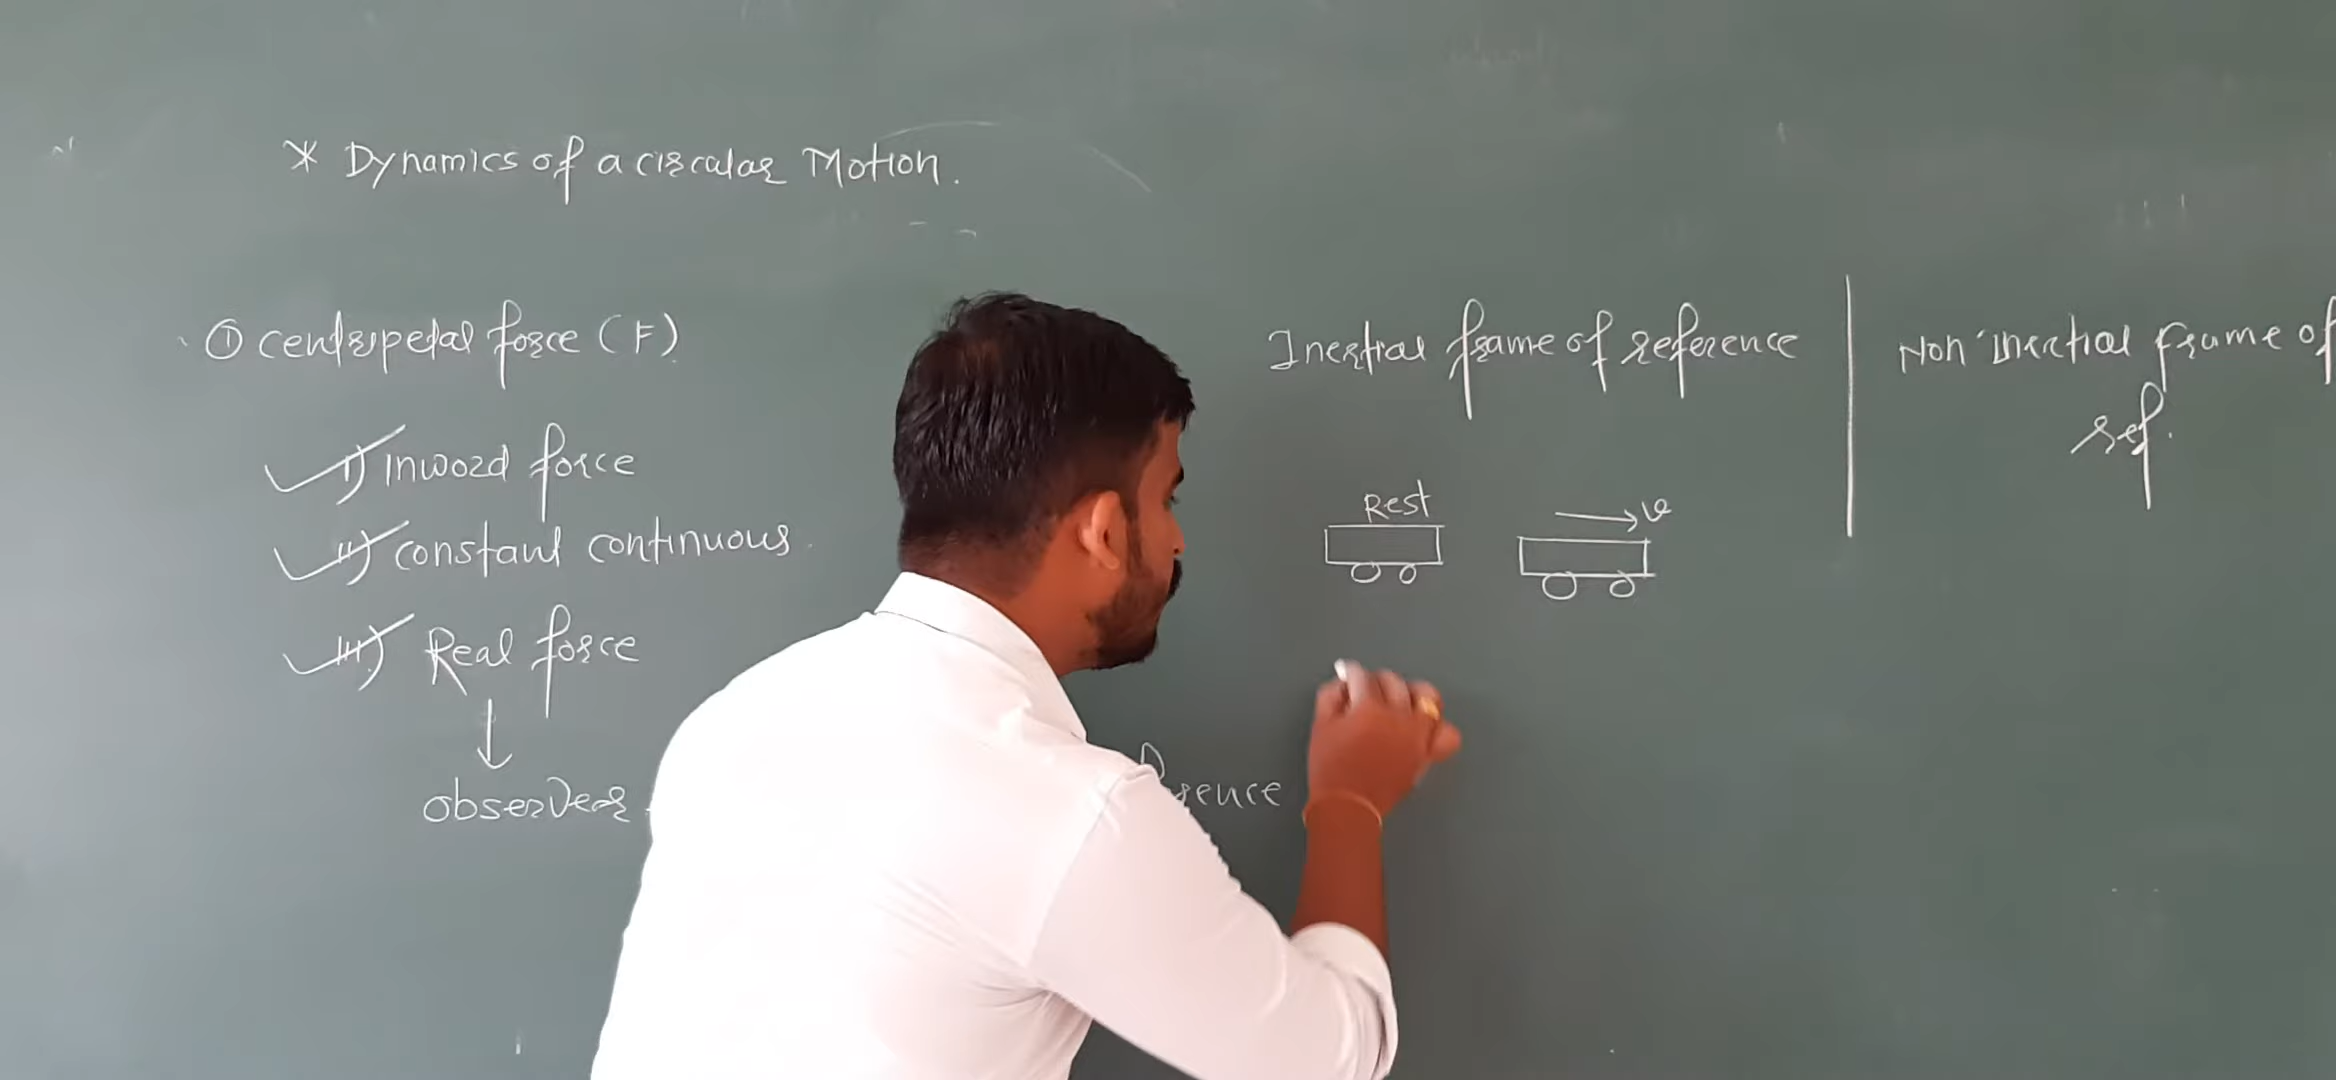 * Dynamics of a circular Motion.
① centripetal force (F)
i) inword force
ii) constant continuous
iii) Real force
↓
observer
Inertial frame of reference
Rest
v
Non inertial frame of
ref.